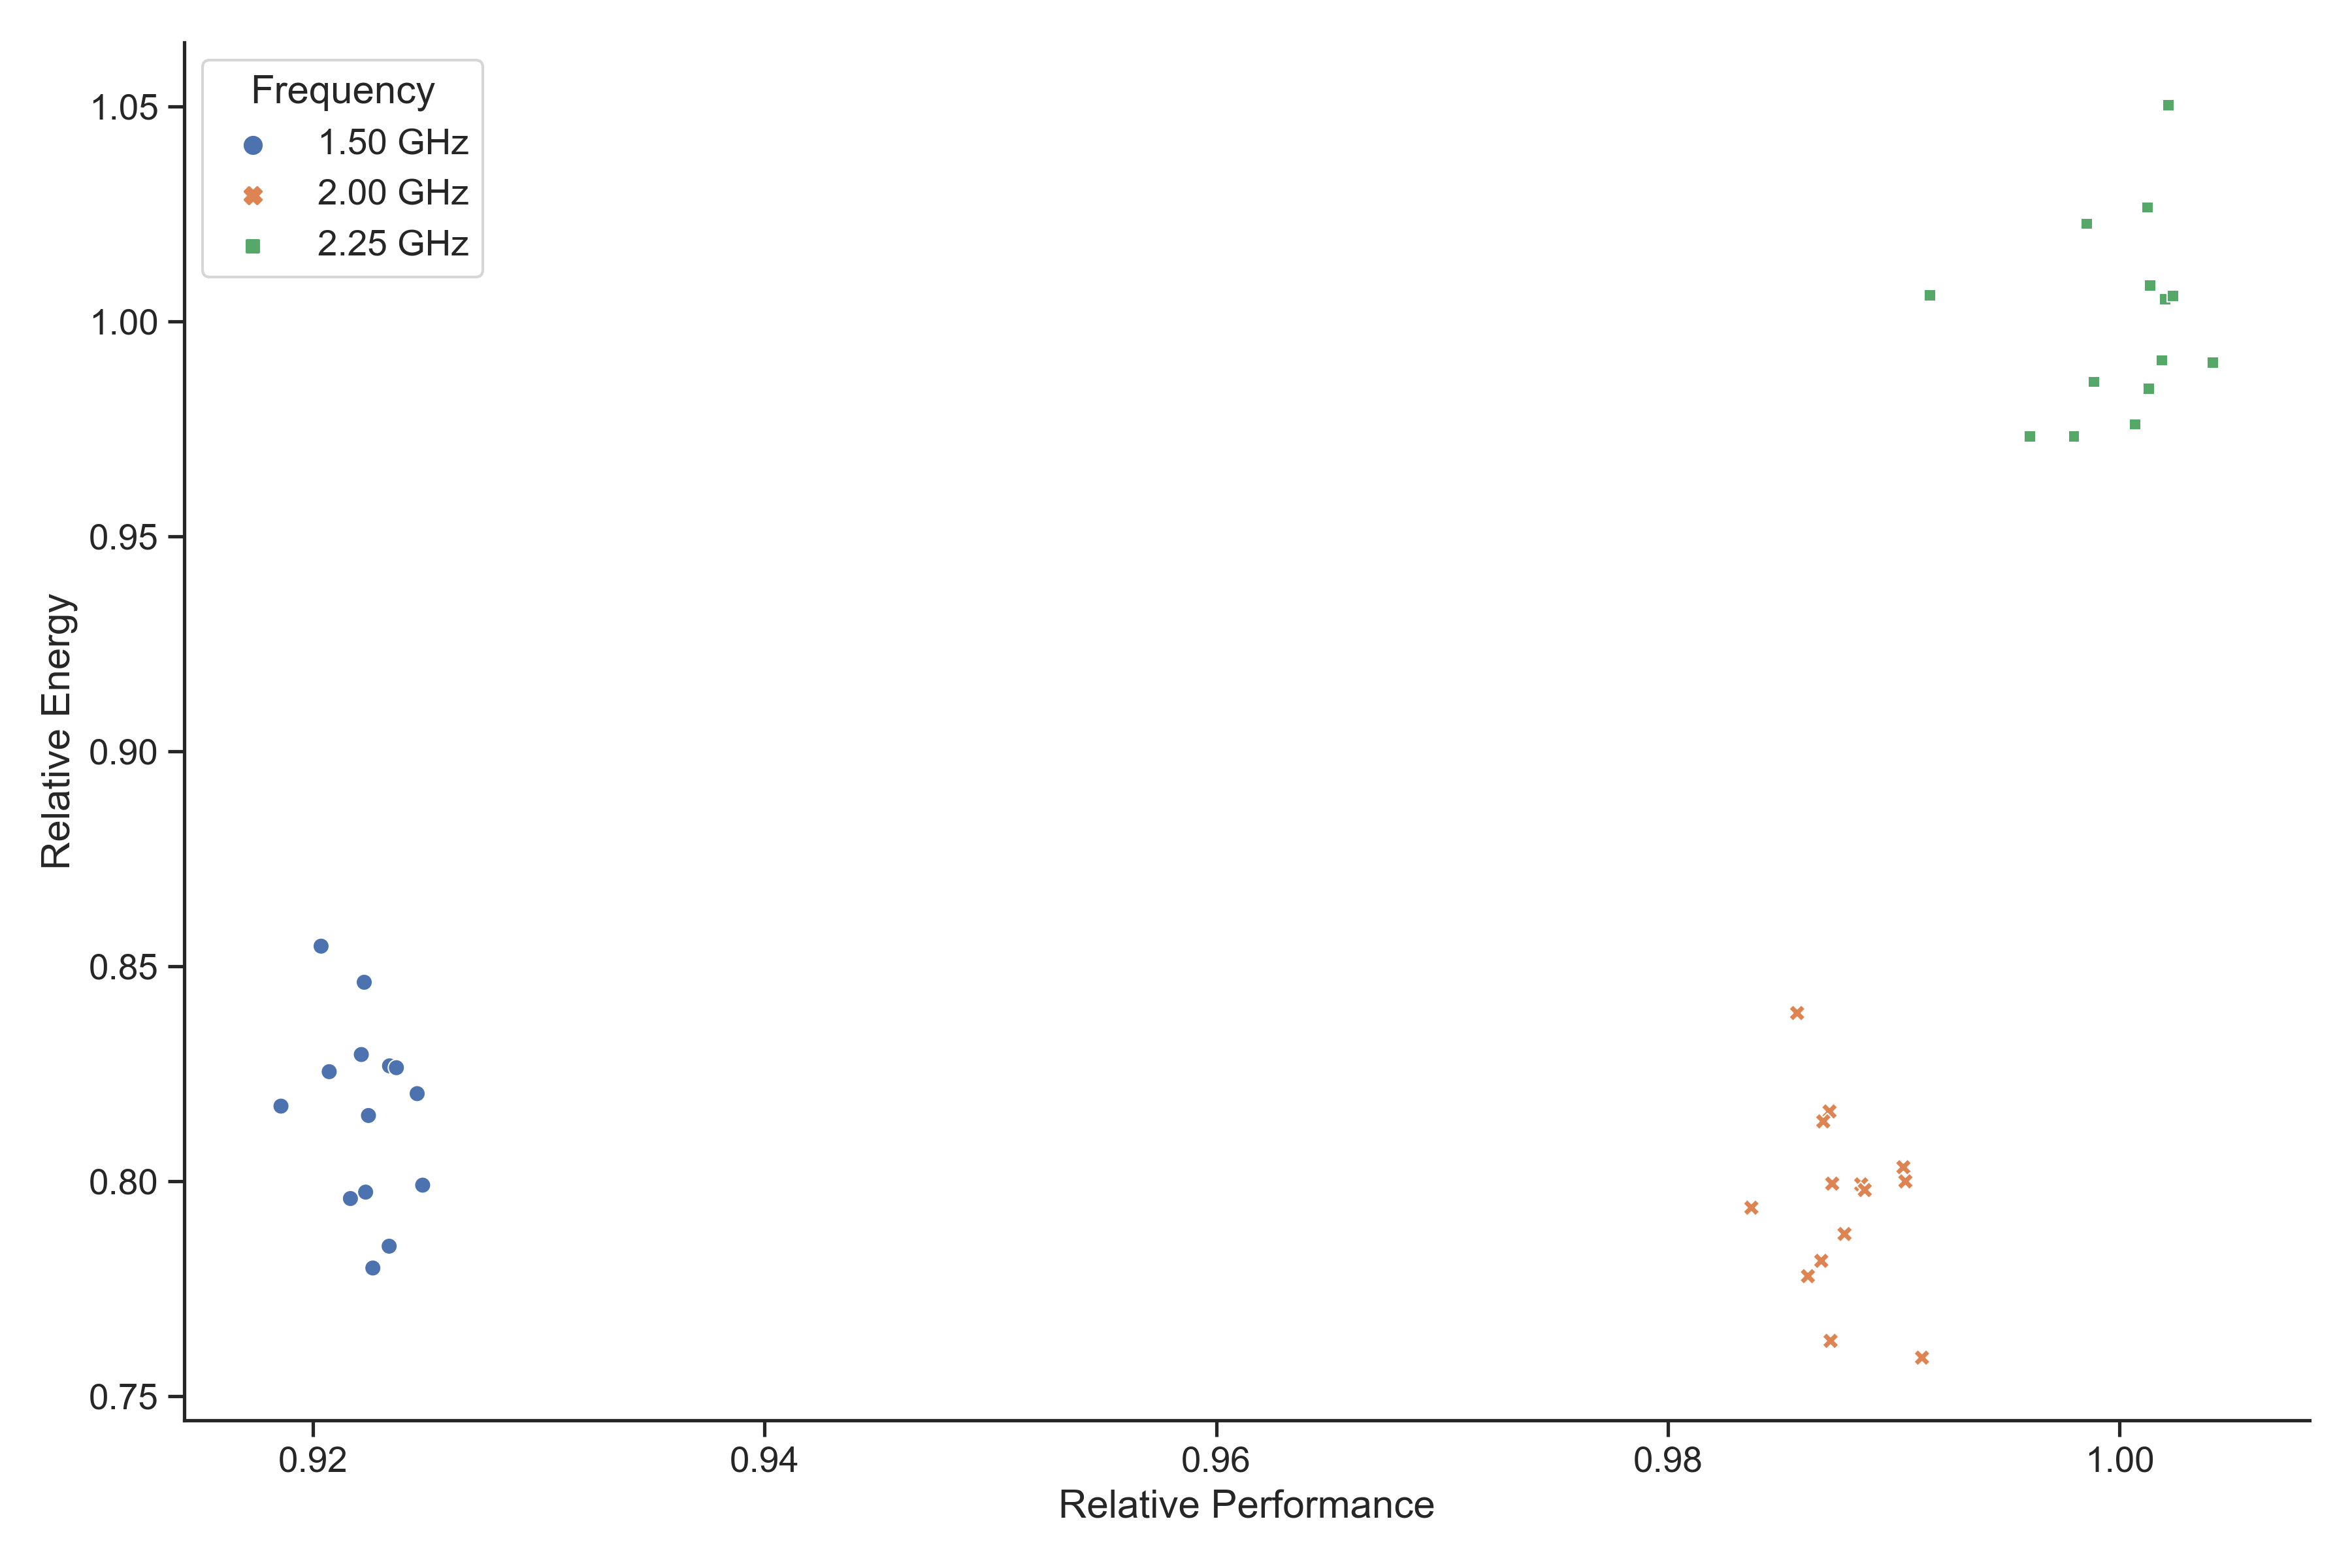 Frequency
1.50 GHz
2.00 GHz
2.25 GHz
1.05
1.00
0.95
0.90
0.85
0.80
0.75
Relative Energy
0.92
0.94
0.96
0.98
1.00
Relative Performance